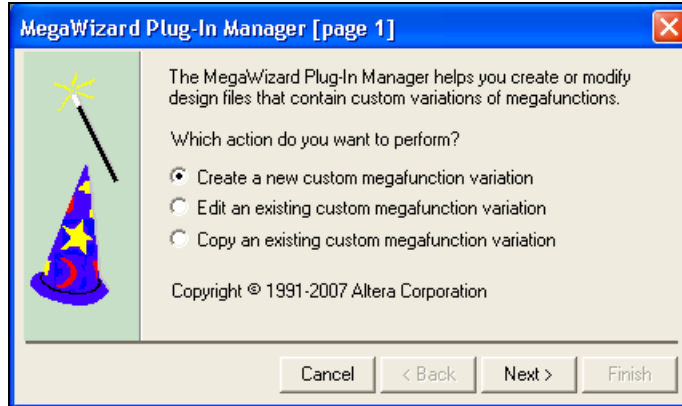 MegaWizard Plug-In Manager [page 1]
The MegaWizard Plug-In Manager helps you create or modify
design files that contain custom variations of megafunctions.
Which action do you want to perform?
Create a new custom megafunction variation
Edit an existing custom megafunction variation
Copy an existing custom megafunction variation
Copyright © 1991-2007 Altera Corporation
Cancel < Back Next > Finish